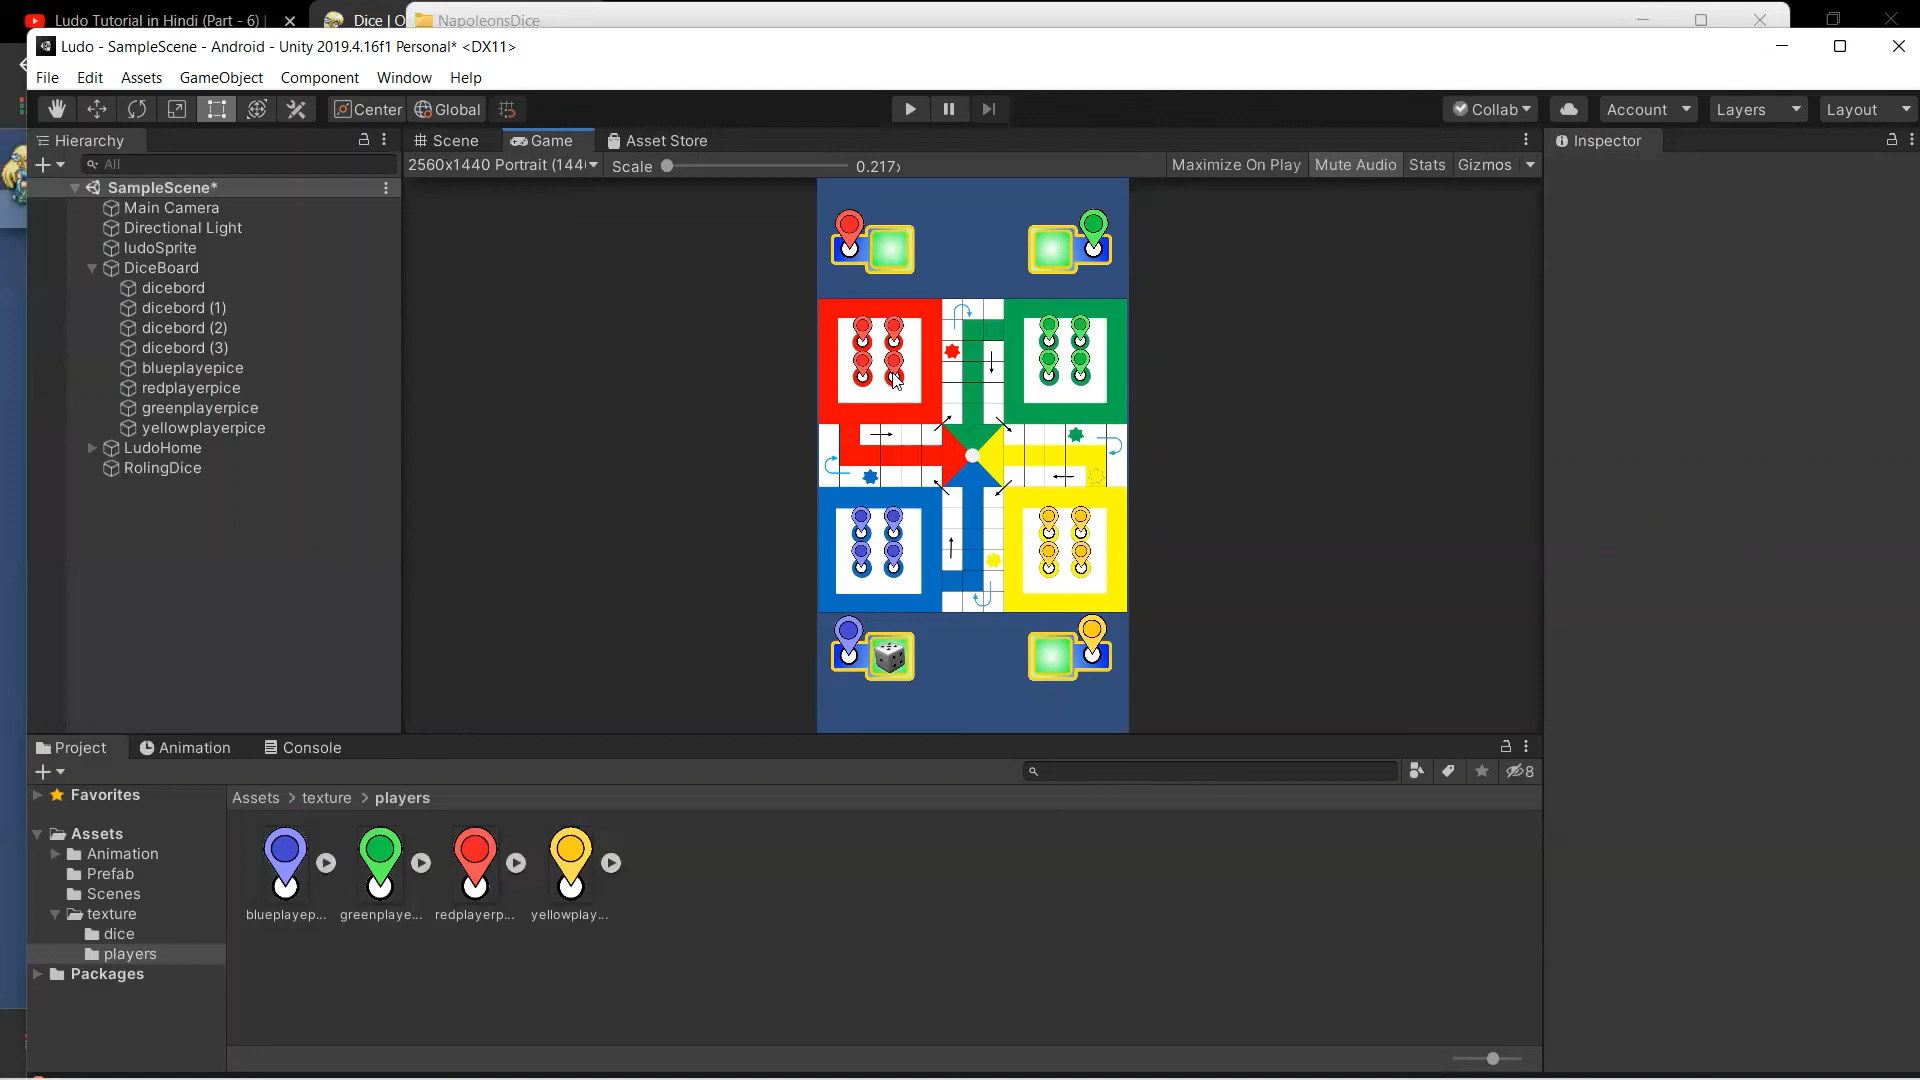 Ludo Tutorial in Hindi (Part - 6) |
Dice | O
NapoleonsDice
Ludo - SampleScene - Android - Unity 2019.4.16f1 Personal* <DX11>
File Edit Assets GameObject Component Window Help
Center Global Collab Account Layers Layout
Hierarchy Scene Game Asset Store Inspector
All
2560x1440 Portrait (144 Scale 0.217 Maximize On Play Mute Audio Stats Gizmos
SampleScene*
Main Camera
Directional Light
ludoSprite
DiceBoard
dicebord
dicebord (1)
dicebord (2)
dicebord (3)
blueplayepice
redplayerpice
greenplayerpice
yellowplayerpice
LudoHome
RolingDice
Project Animation Console
8
Favorites
Assets
Animation
Prefab
Scenes
texture
dice
players
Packages
Assets > texture > players
blueplayep... greenplaye... redplayerp... yellowplay...